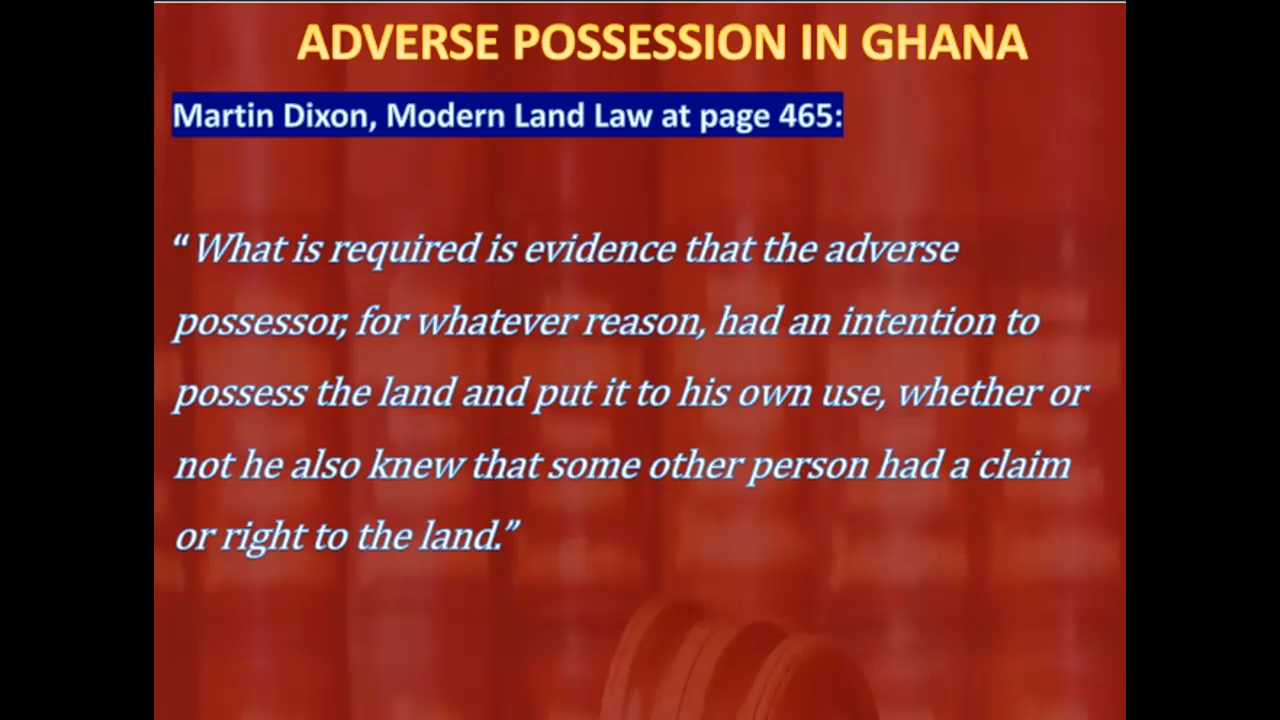 ADVERSE POSSESSION IN GHANA
Martin Dixon, Modern Land Law at page 465:
“ What is required is evidence that the adverse
possessor, for whatever reason, had an intention to
possess the land and put it to his own use, whether or
not he also knew that some other person had a claim
or right to the land.”